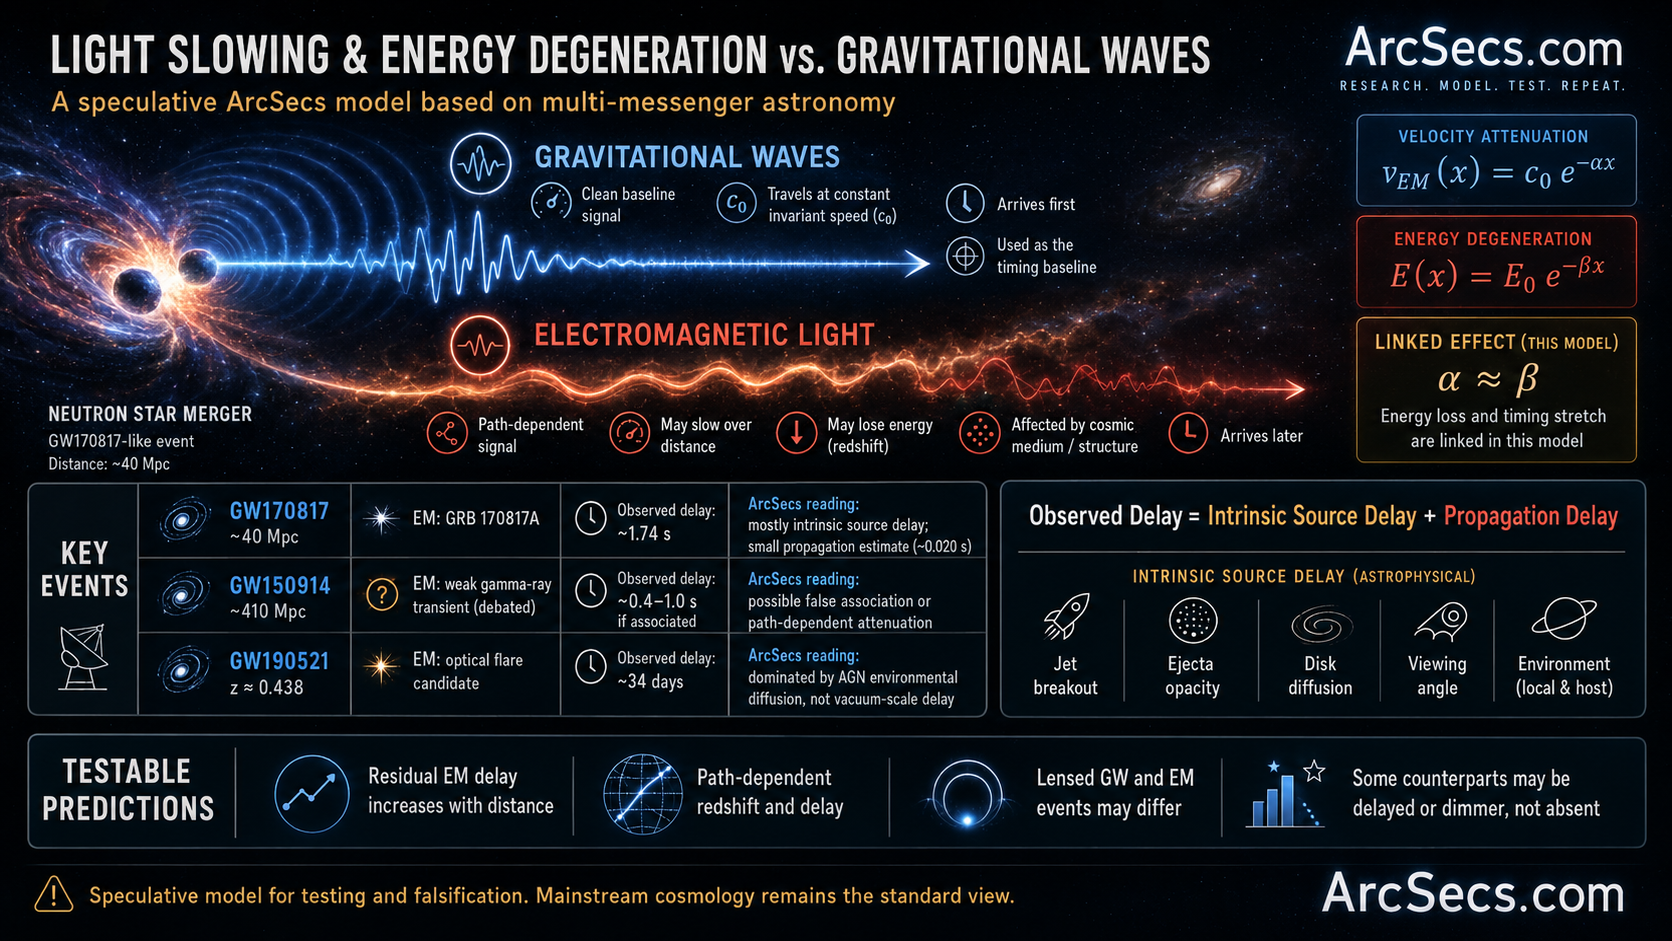 LIGHT SLOWING & ENERGY DEGENERATION vs. GRAVITATIONAL WAVES
A speculative ArcSecs model based on multi-messenger astronomy
ArcSecs.com
RESEARCH. MODEL. TEST. REPEAT.
GRAVITATIONAL WAVES
Clean baseline
signal
c₀
Travels at constant
invariant speed (c₀)
Arrives first
Used as the
timing baseline
VELOCITY ATTENUATION
v_EM (x) = c₀ e^−αx
ENERGY DEGENERATION
E(x) = E₀ e^−βx
LINKED EFFECT (THIS MODEL)
α ≈ β
Energy loss and timing stretch
are linked in this model
ELECTROMAGNETIC LIGHT
Path-dependent
signal
May slow over
distance
May lose energy
(redshift)
Affected by cosmic
medium / structure
Arrives later
NEUTRON STAR MERGER
GW170817-like event
Distance: ~40 Mpc
KEY
EVENTS
GW170817
~40 Mpc
EM: GRB 170817A
Observed delay:
~1.74 s
ArcSecs reading:
mostly intrinsic source delay;
small propagation estimate (~0.020 s)
GW150914
~410 Mpc
?
EM: weak gamma-ray
transient (debated)
Observed delay:
~0.4–1.0 s
if associated
ArcSecs reading:
possible false association or
path-dependent attenuation
GW190521
z ≈ 0.438
EM: optical flare
candidate
Observed delay:
~34 days
ArcSecs reading:
dominated by AGN environmental
diffusion, not vacuum-scale delay
Observed Delay = Intrinsic Source Delay + Propagation Delay
INTRINSIC SOURCE DELAY (ASTROPHYSICAL)
Jet
breakout
Ejecta
opacity
Disk
diffusion
Viewing
angle
Environment
(local & host)
TESTABLE
PREDICTIONS
Residual EM delay
increases with distance
Path-dependent
redshift and delay
Lensed GW and EM
events may differ
Some counterparts may be
delayed or dimmer, not absent
Speculative model for testing and falsification. Mainstream cosmology remains the standard view.
ArcSecs.com